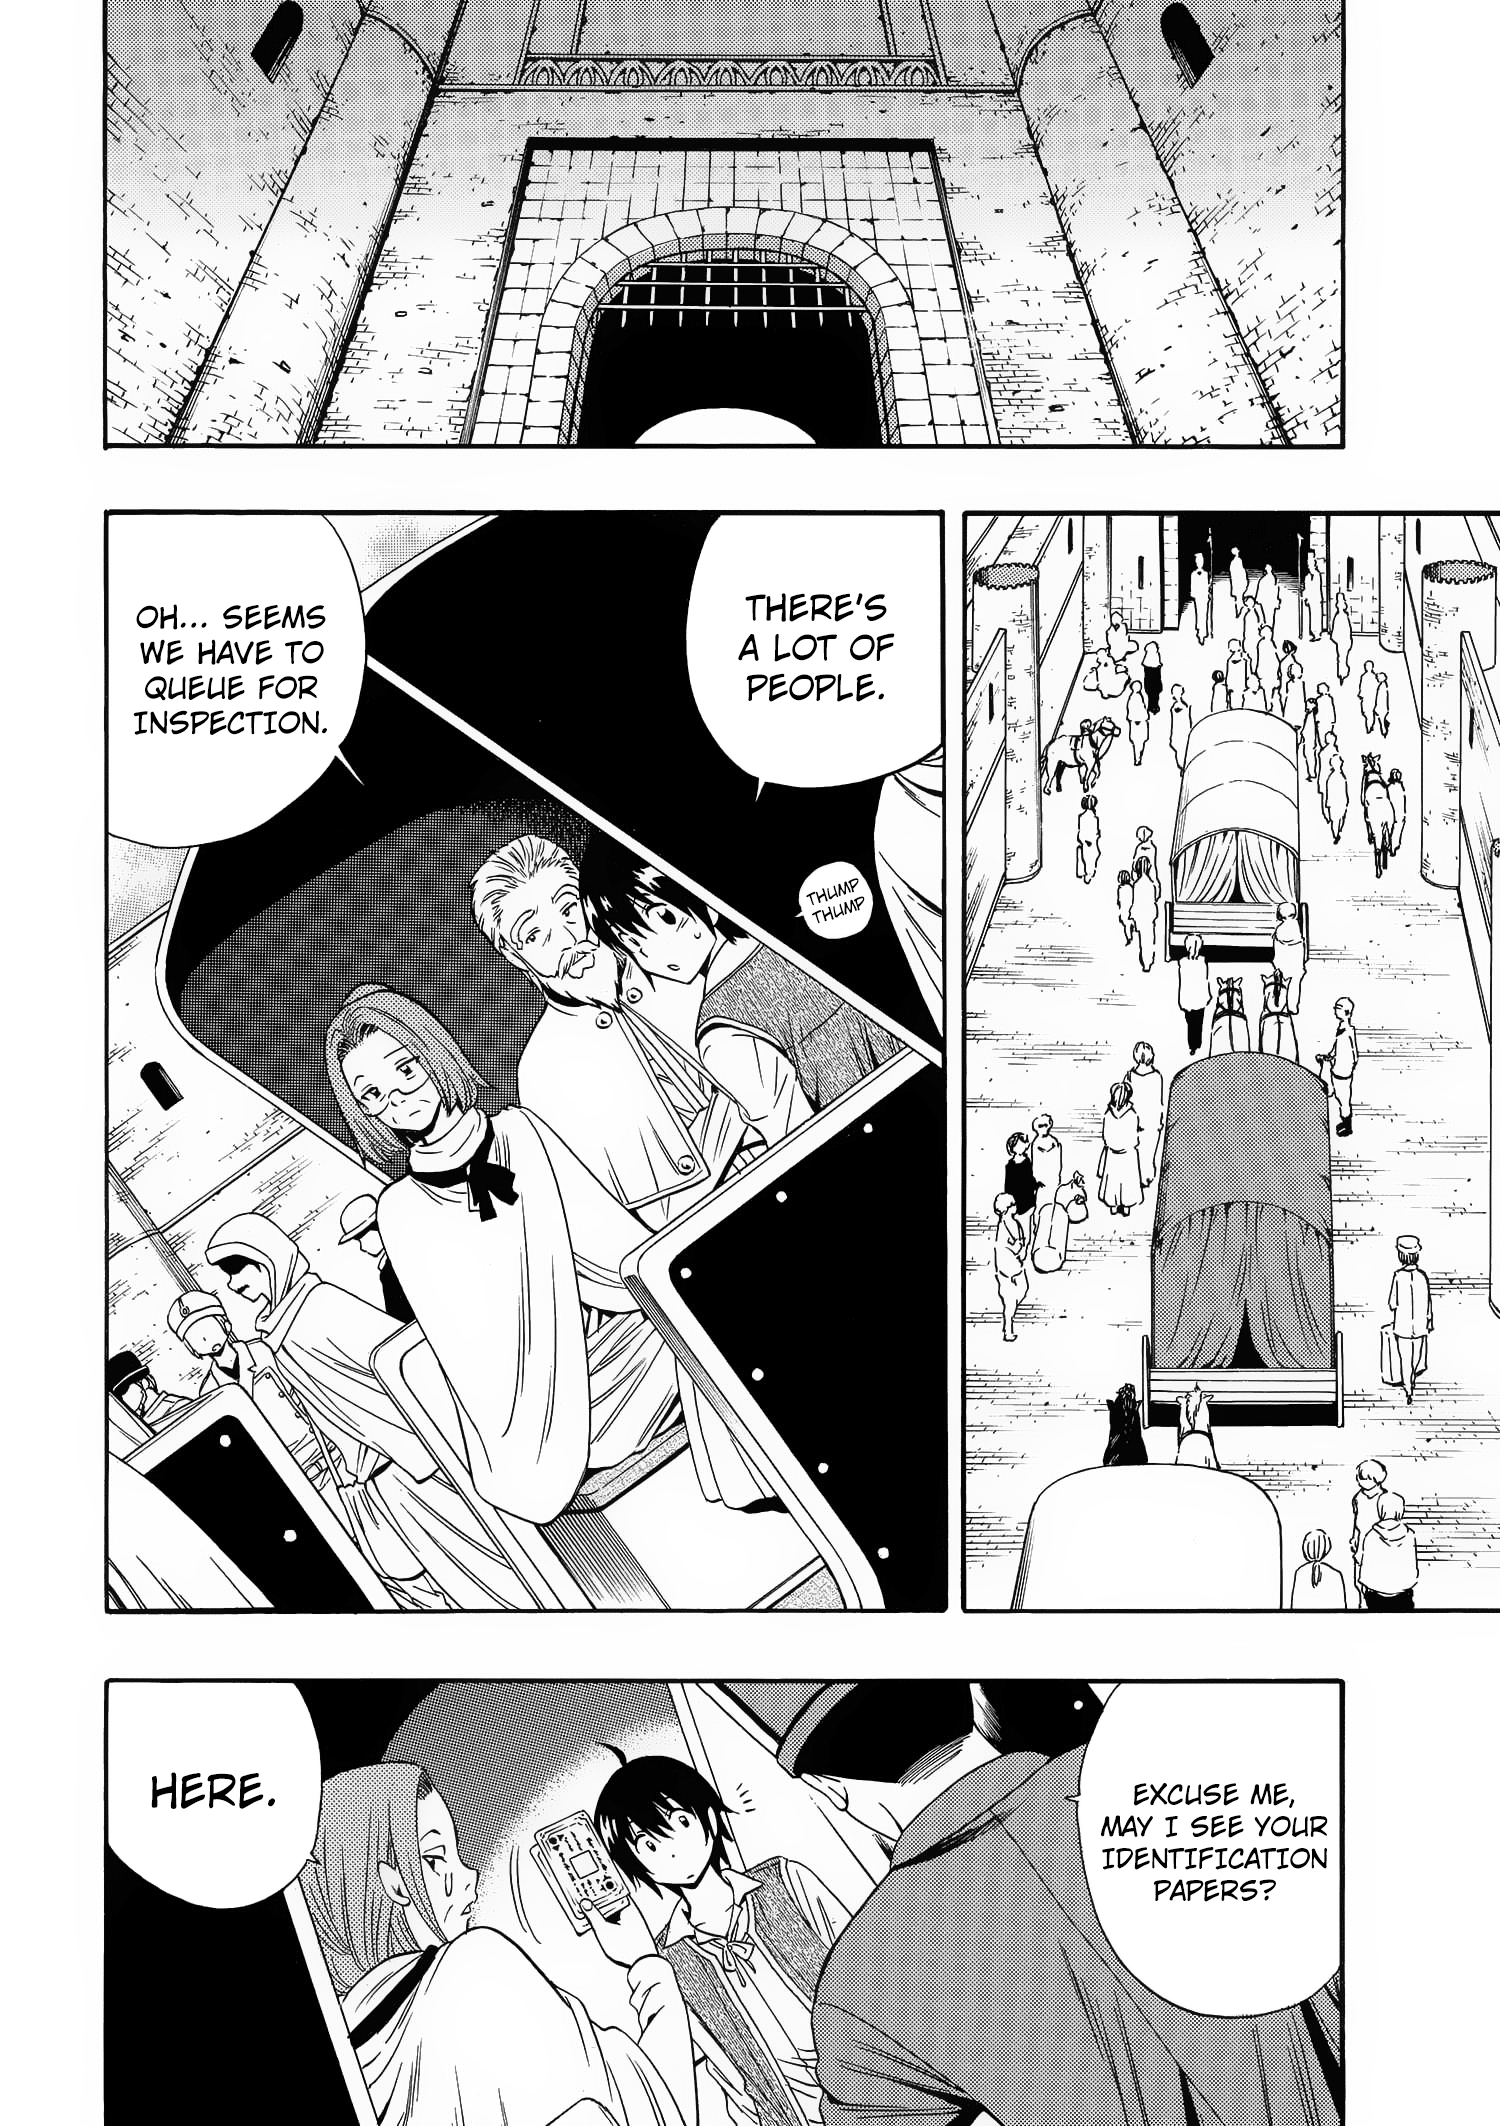 THERE'S
A LOT OF
PEOPLE.
OH... SEEMS
WE HAVE TO
QUEUE FOR
INSPECTION.
THUMP
THUMP
EXCUSE ME,
MAY I SEE YOUR
IDENTIFICATION
PAPERS?
HERE.